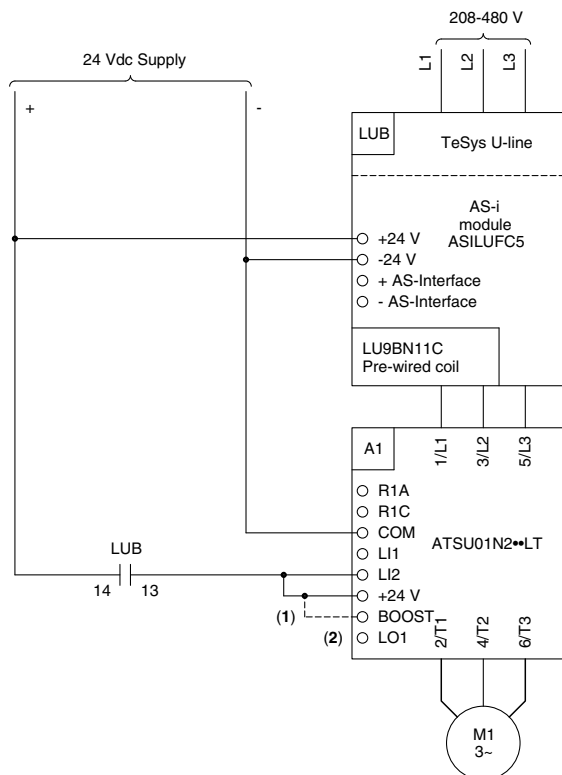 208-480 V
L1
L2
L3
24 Vdc Supply
+
-
LUB
TeSys U-line
AS-i
module
ASILUFC5
+24 V
-24 V
+ AS-Interface
- AS-Interface
LU9BN11C
Pre-wired coil
A1
1/L1
3/L2
5/L3
R1A
R1C
COM
LI1
LI2
+24 V
BOOST
LO1
ATSU01N2••LT
LUB
14
13
(1)
(2)
2/T1
4/T2
6/T3
M1
3~